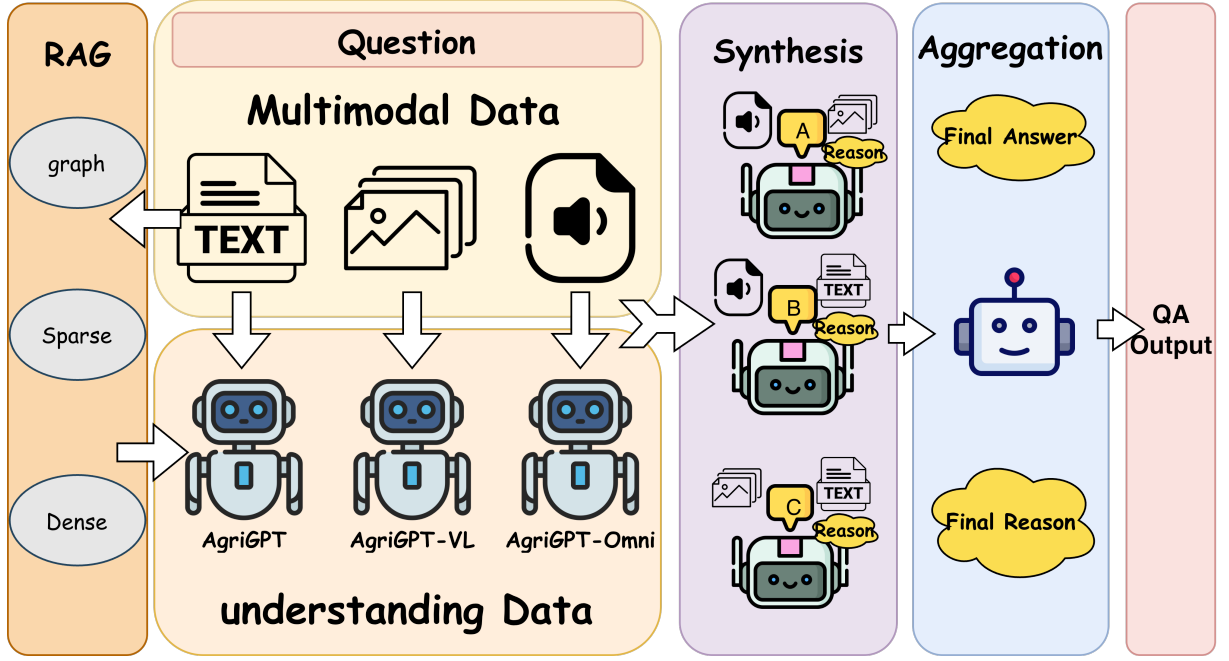 RAG
graph
Sparse
Dense
Question
Multimodal Data
TEXT
AgriGPT
AgriGPT-VL
AgriGPT-Omni
understanding Data
Synthesis
A
Reason
B
TEXT
Reason
C
TEXT
Reason
Aggregation
Final Answer
Final Reason
QA
Output